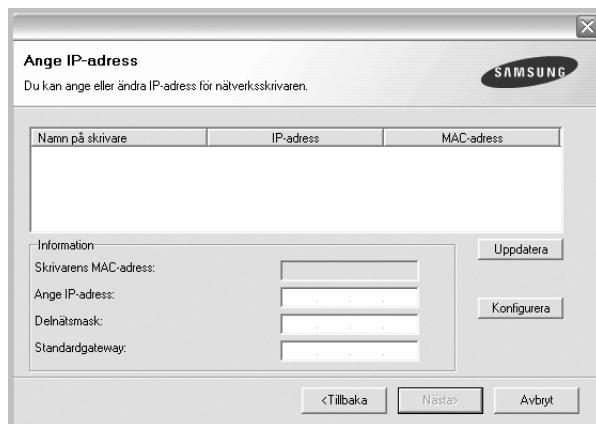 Ange IP-adress
Du kan ange eller ändra IP-adress för nätverksskrivaren.
SAMSUNG
Namn på skrivare IP-adress MAC-adress
Information
Uppdatera
Skrivarens MAC-adress:
Ange IP-adress:
Konfigurera
Delnätsmask:
Standardgateway:
<Tillbaka Nästa> Avbryt